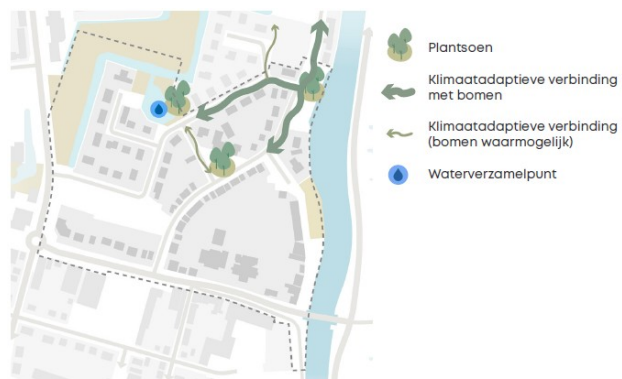 Plantsoen
Klimaatadaptieve verbinding
met bomen
Klimaatadaptieve verbinding
(bomen waarmogelijk)
Waterverzamelpunt